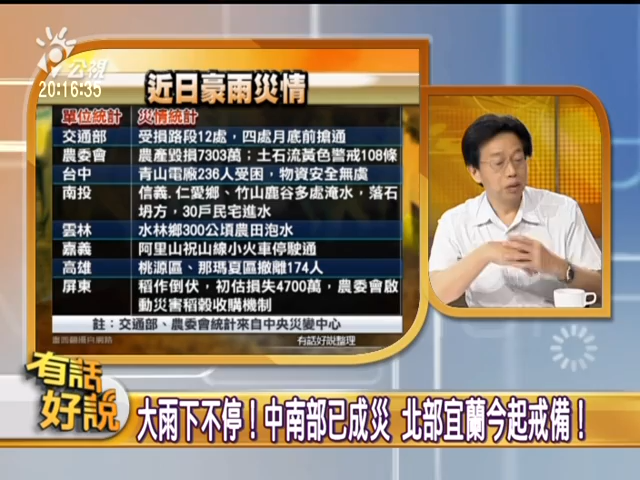 公視
20:16:35
近日豪雨災情
單位統計 災情統計
交通部 受損路段12處，四處月底前搶通
農委會 農產毀損7303萬；土石流黃色警戒108條
台中 青山電廠236人受困，物資安全無虞
南投 信義.仁愛鄉、竹山鹿谷多處淹水，落石
坍方，30戶民宅進水
雲林 水林鄉300公頃農田泡水
嘉義 阿里山祝山線小火車停駛通
高雄 桃源區、那瑪夏區撤離174人
屏東 稻作倒伏，初估損失4700萬，農委會啟
動災害稻穀收購機制
註：交通部、農委會統計來自中央災變中心
有話好說整理
有話
好說
大雨下不停！中南部已成災 北部宜蘭今起戒備！